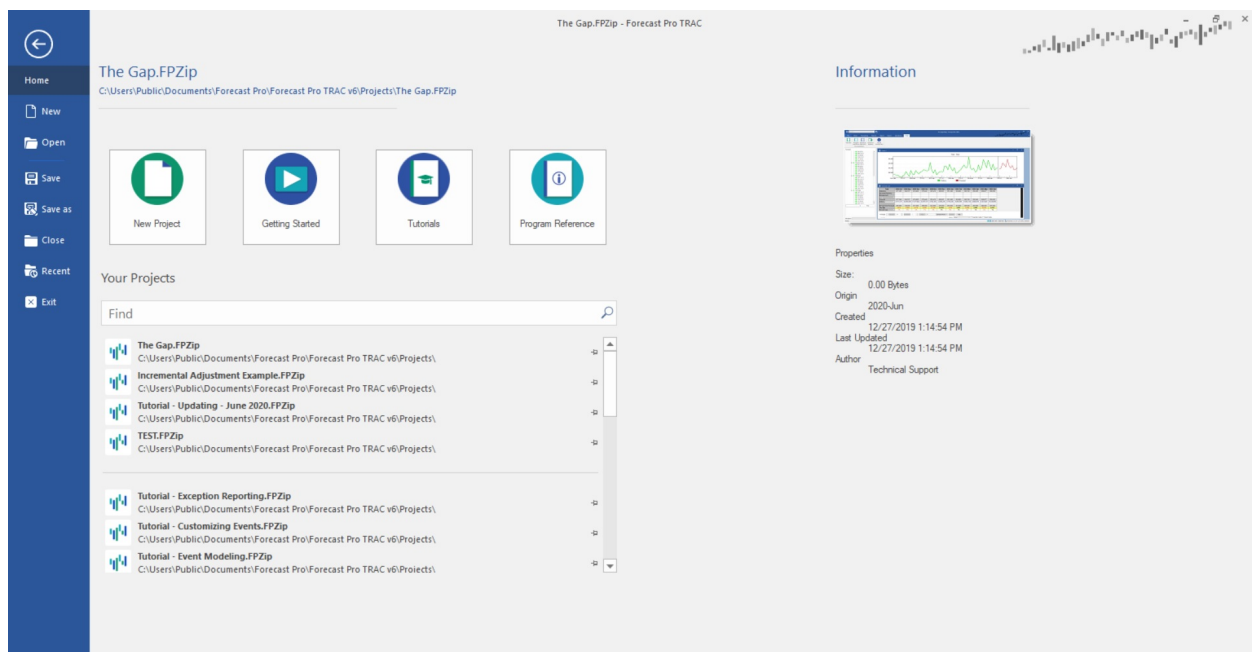 The Gap.FPZip - Forecast Pro TRAC
Home
New
Open
Save
Save as
Close
Recent
Exit
The Gap.FPZip
C:\Users\Public\Documents\Forecast Pro\Forecast Pro TRAC v6\Projects\The Gap.FPZip
New Project
Getting Started
Tutorials
Program Reference
Your Projects
Find
The Gap.FPZip
C:\Users\Public\Documents\Forecast Pro\Forecast Pro TRAC v6\Projects\
Incremental Adjustment Example.FPZip
C:\Users\Public\Documents\Forecast Pro\Forecast Pro TRAC v6\Projects\
Tutorial - Updating - June 2020.FPZip
C:\Users\Public\Documents\Forecast Pro\Forecast Pro TRAC v6\Projects\
TEST.FPZip
C:\Users\Public\Documents\Forecast Pro\Forecast Pro TRAC v6\Projects\
Tutorial - Exception Reporting.FPZip
C:\Users\Public\Documents\Forecast Pro\Forecast Pro TRAC v6\Projects\
Tutorial - Customizing Events.FPZip
C:\Users\Public\Documents\Forecast Pro\Forecast Pro TRAC v6\Projects\
Tutorial - Event Modeling.FPZip
C:\Users\Public\Documents\Forecast Pro\Forecast Pro TRAC v6\Projects\
Information
Properties
Size:
0.00 Bytes
Origin
2020-Jun
Created
12/27/2019 1:14:54 PM
Last Updated
12/27/2019 1:14:54 PM
Author
Technical Support